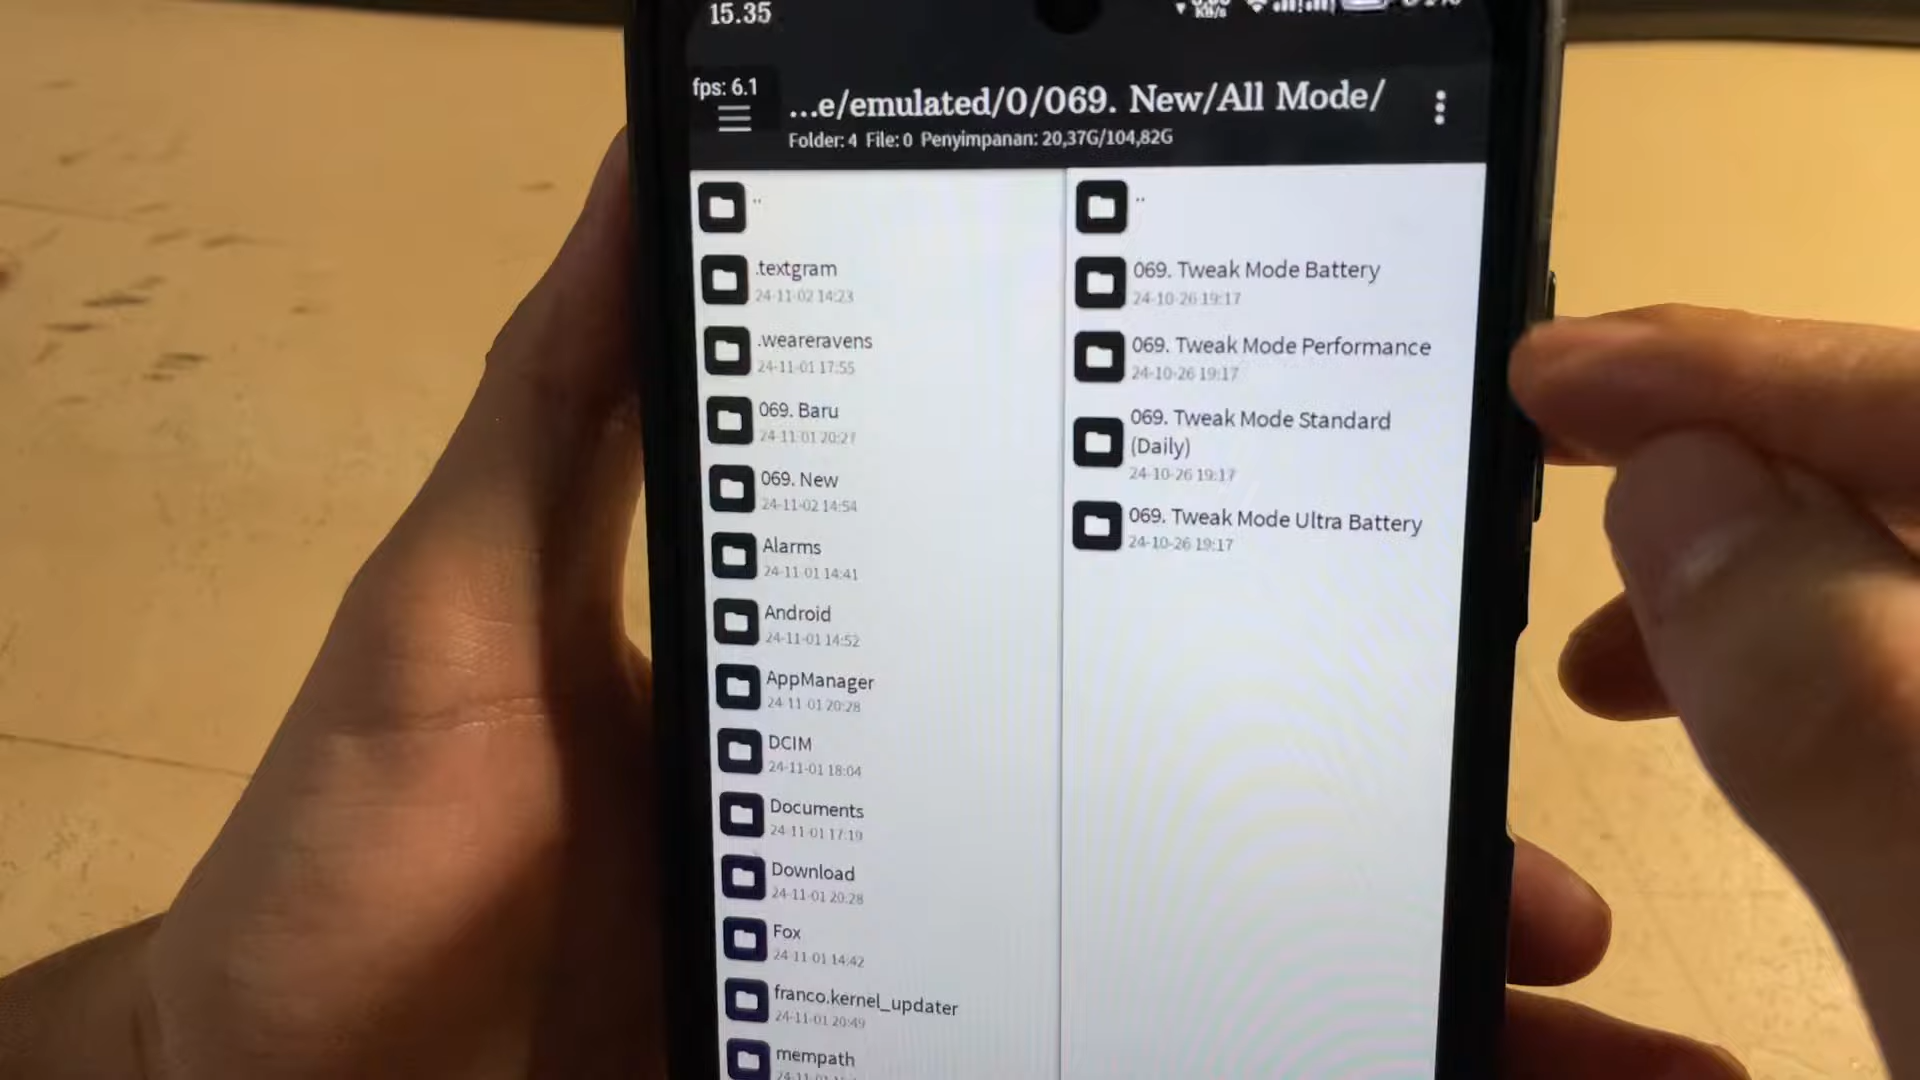 15.35
KB/s
fps: 6.1
...e/emulated/0/069. New/All Mode/
Folder: 4 File: 0 Penyimpanan: 20,37G/104,82G
..
.textgram
24-11-02 14:23
.weareravens
24-11-01 17:55
069. Baru
24-11-01 20:27
069. New
24-11-02 14:54
Alarms
24-11-01 14:41
Android
24-11-01 14:52
AppManager
24-11-01 20:28
DCIM
24-11-01 18:04
Documents
24-11-01 17:19
Download
24-11-01 20:28
Fox
24-11-01 14:42
franco.kernel_updater
24-11-01 20:49
mempath
..
069. Tweak Mode Battery
24-10-26 19:17
069. Tweak Mode Performance
24-10-26 19:17
069. Tweak Mode Standard
(Daily)
24-10-26 19:17
069. Tweak Mode Ultra Battery
24-10-26 19:17